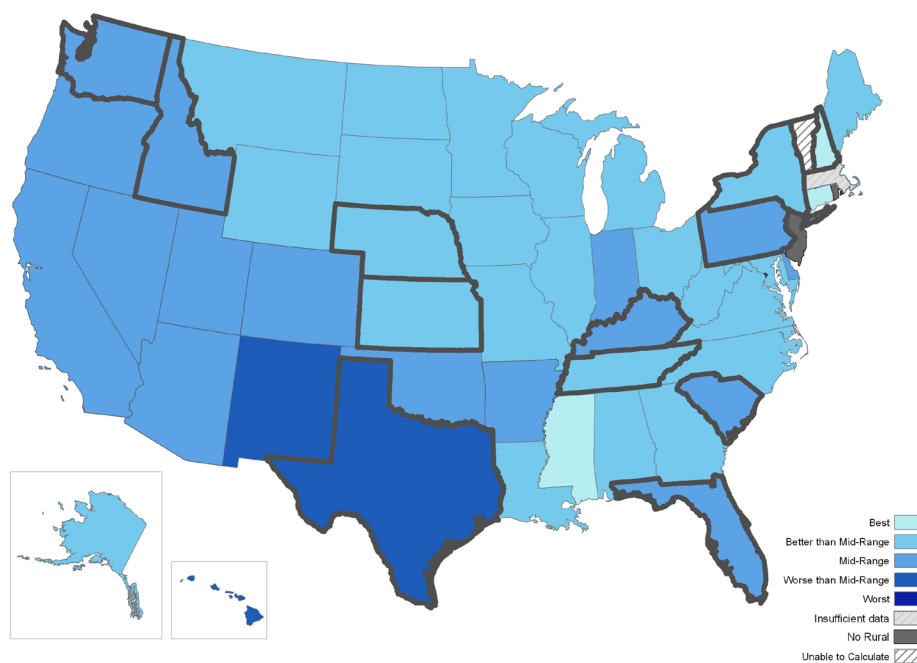 Best
Better than Mid-Range
Mid-Range
Worse than Mid-Range
Worst
Insufficient data
No Rural
Unable to Calculate